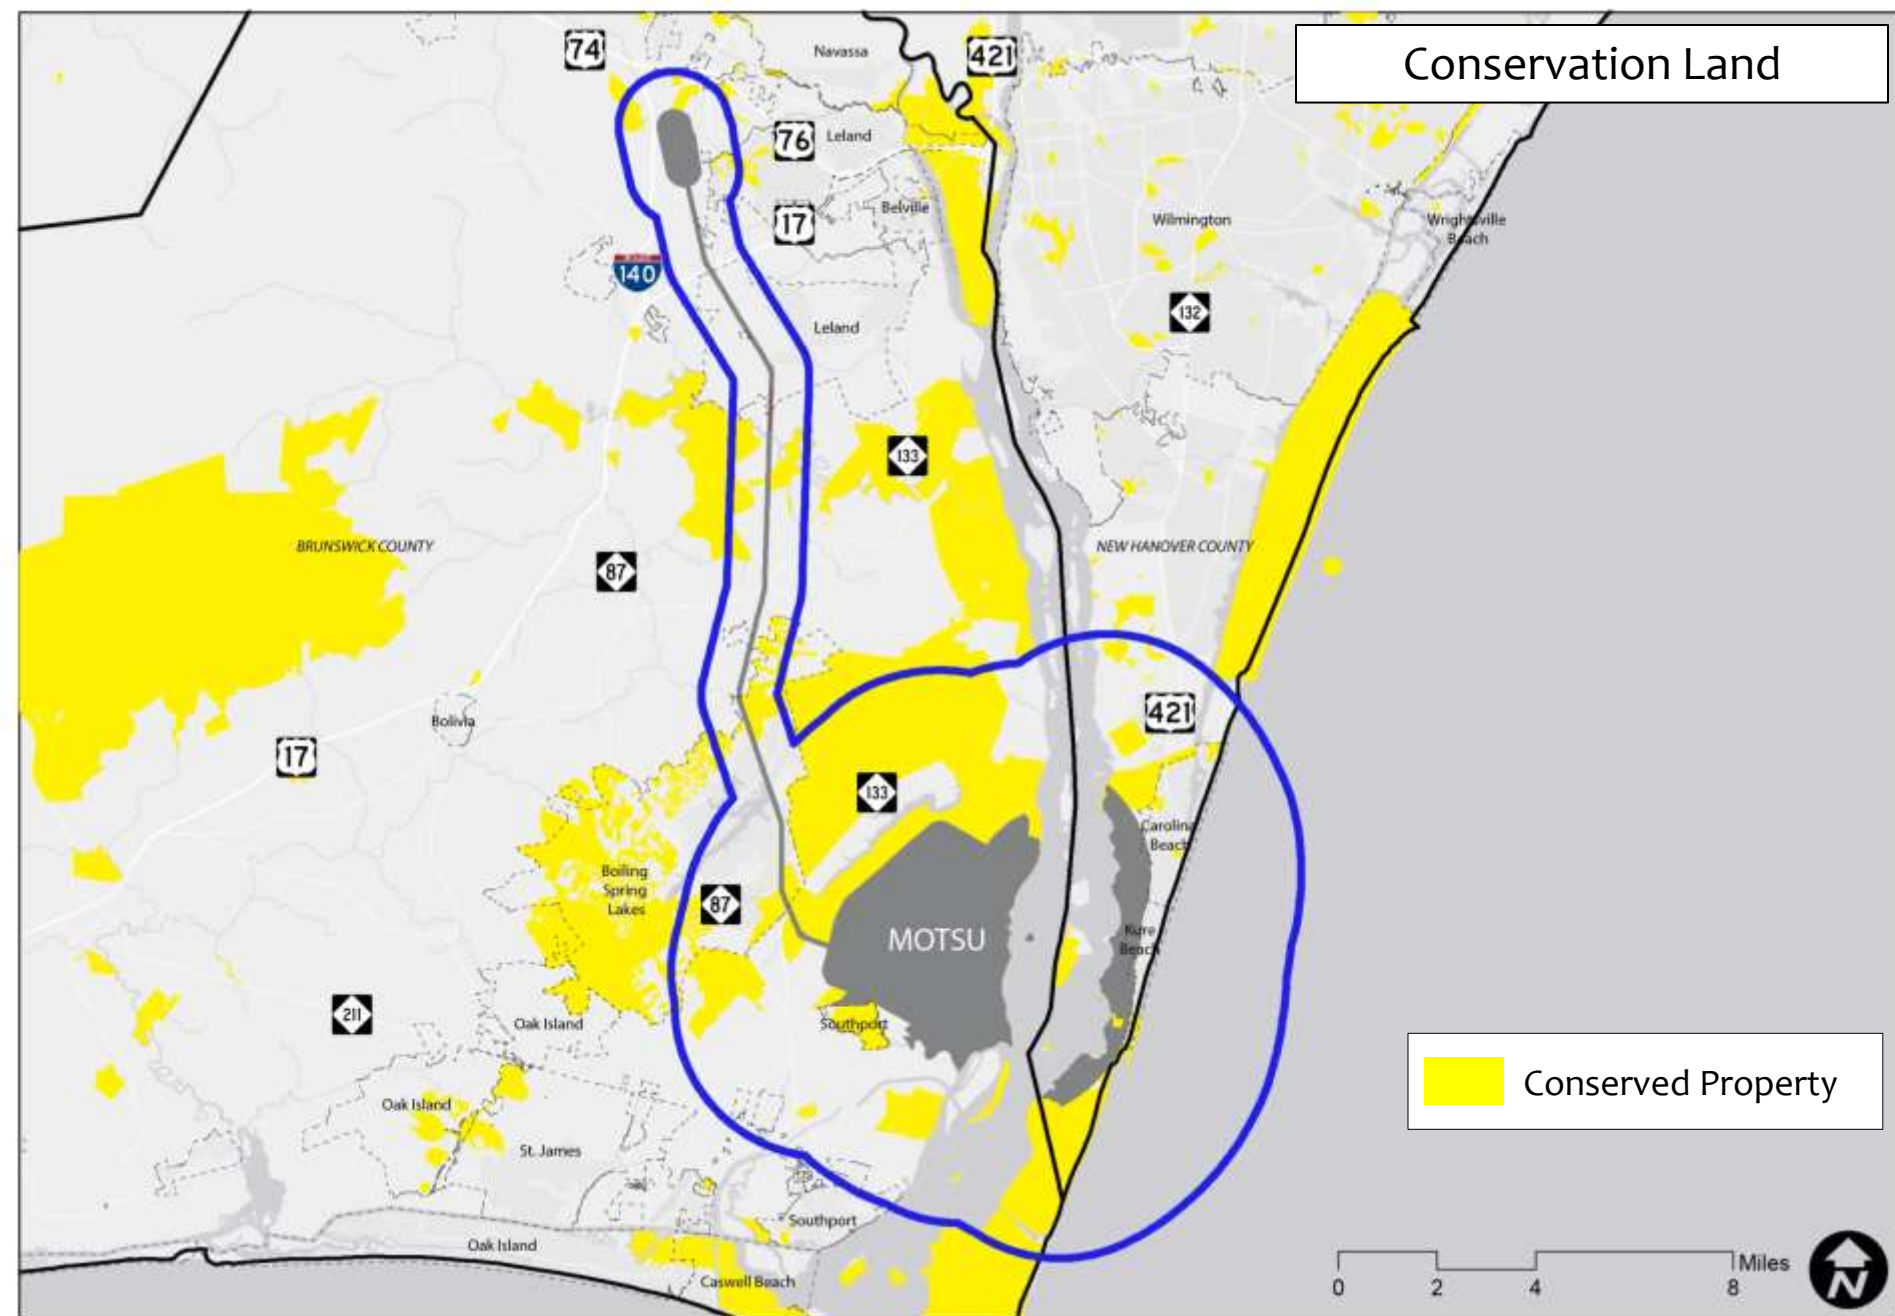 Conservation Land
74
Navassa
421
76
Leland
17
Belville
Wilmington
Wrightsville
Beach
140
Leland
132
133
BRUNSWICK COUNTY
NEW HANOVER COUNTY
87
Bolivia
421
17
133
Carolina
Beach
Boiling
Spring
Lakes
87
MOTSU
Kure
Beach
211
Oak Island
Southport
Conserved Property
Oak Island
St. James
Southport
Oak Island
Caswell Beach
Miles
0 2 4 8
N